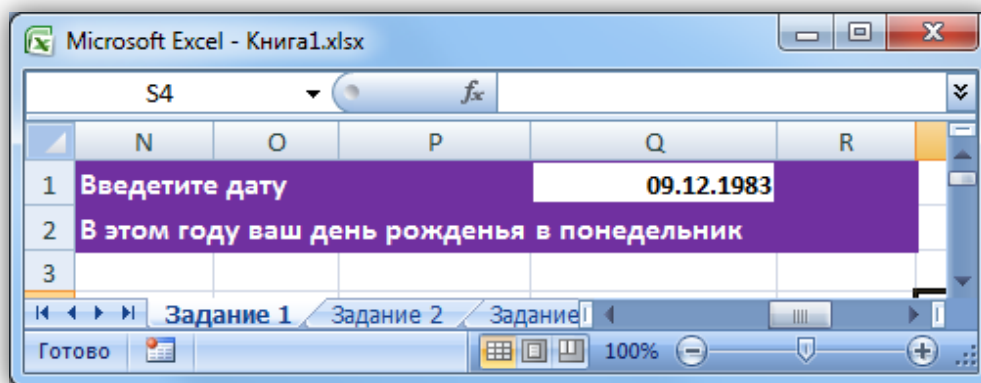 Microsoft Excel - Книга1.xlsx
S4 fx
N O P Q R
1 Введетите дату 09.12.1983
2 В этом году ваш день рожденья в понедельник
3
Задание 1 Задание 2 Задание
Готово 100%